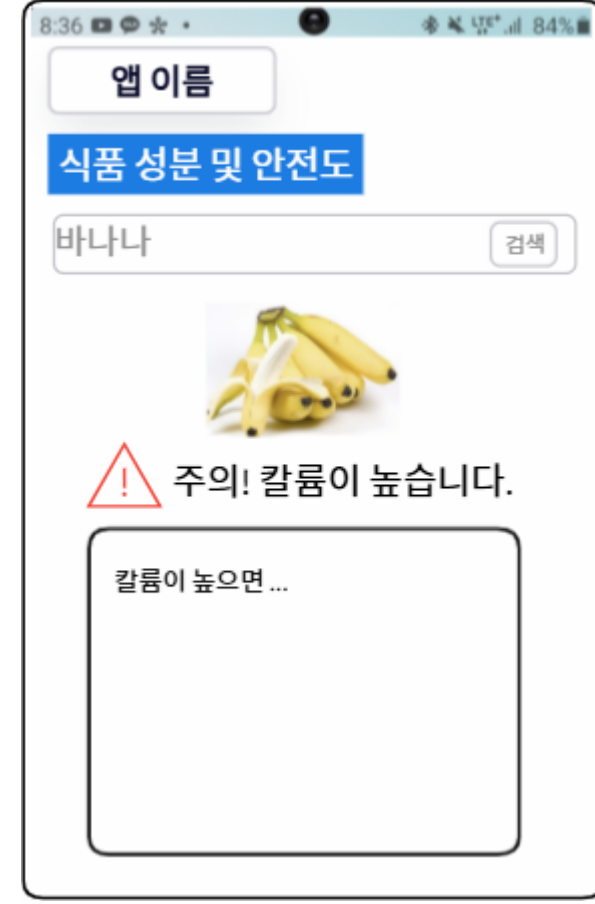 8:36 LTE+ 84%
앱 이름
식품 성분 및 안전도
바나나 검색
주의! 칼륨이 높습니다.
칼륨이 높으면 ...